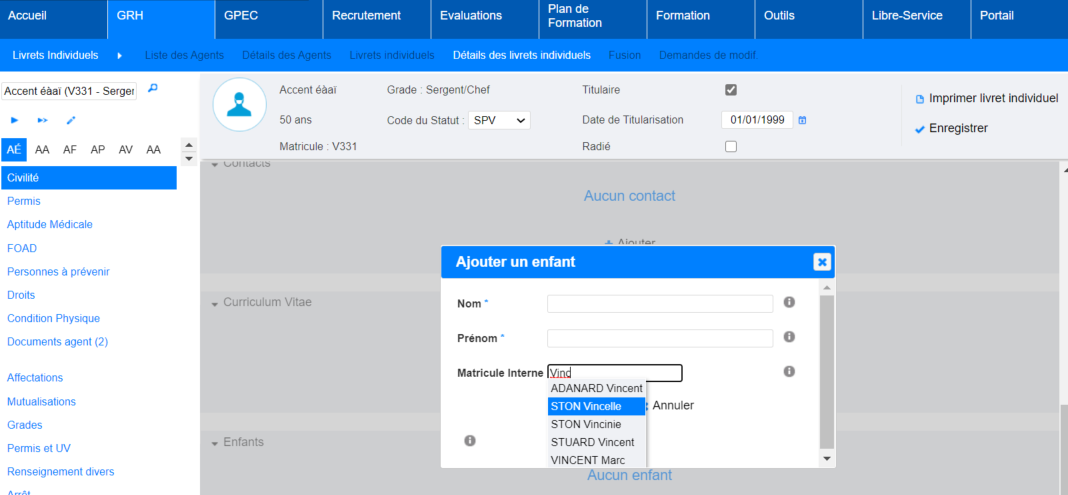 Accueil GRH GPEC Recrutement Evaluations Plan de Formation Formation Outils Libre-Service Portail
Livrets Individuels Liste des Agents Détails des Agents Livrets individuels Détails des livrets individuels Fusion Demandes de modif.
Accent éàaï (V331 - Serger
AÉ AA AF AP AV AA
Civilité
Permis
Aptitude Médicale
FOAD
Personnes à prévenir
Droits
Condition Physique
Documents agent (2)
Affectations
Mutualisations
Grades
Permis et UV
Renseignement divers
Arrêt
Accent éàaï Grade : Sergent/Chef Titulaire
50 ans Code du Statut : SPV Date de Titularisation 01/01/1999
Matricule : V331 Radié
Imprimer livret individuel
Enregistrer
Contacts
Aucun contact
Ajouter
Curriculum Vitae
Enfants
Aucun enfant
Ajouter un enfant
Nom *
Prénom *
Matricule Interne Vinc
ADANARD Vincent
STON Vincelle
STON Vincinie
STUARD Vincent
VINCENT Marc
Annuler